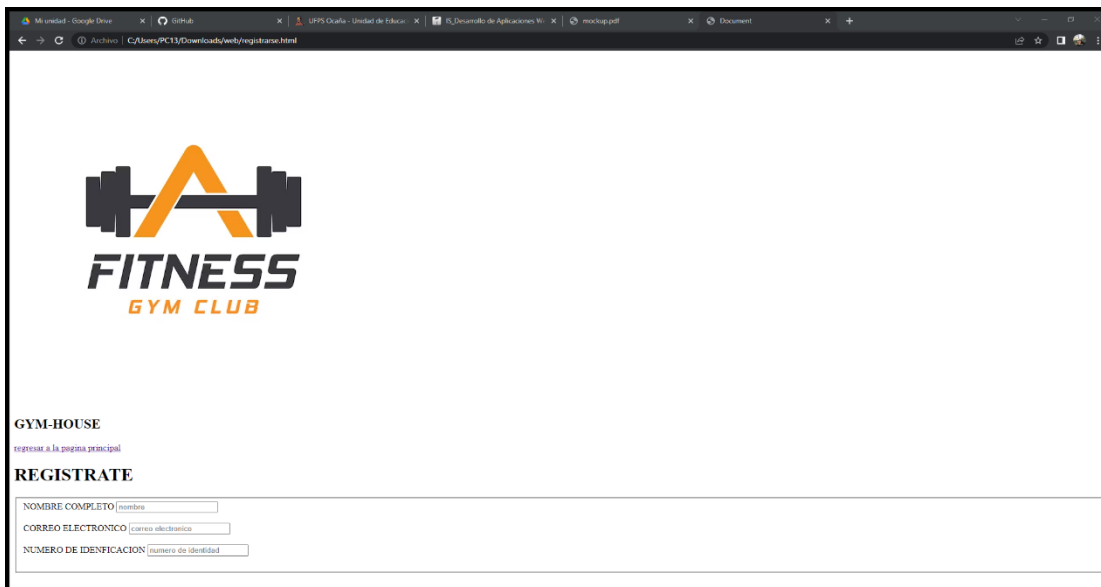 Mi unidad - Google Drive
GitHub
UFPS Ocaña - Unidad de Educac
IS_Desarrollo de Aplicaciones W
mockup.pdf
Document
Archivo C:/Users/PC13/Downloads/web/registrarse.html
FITNESS
GYM CLUB
GYM-HOUSE
regresar a la pagina principal
REGISTRATE
NOMBRE COMPLETO nombre
CORREO ELECTRONICO correo electronico
NUMERO DE IDENFICACION numero de identidad